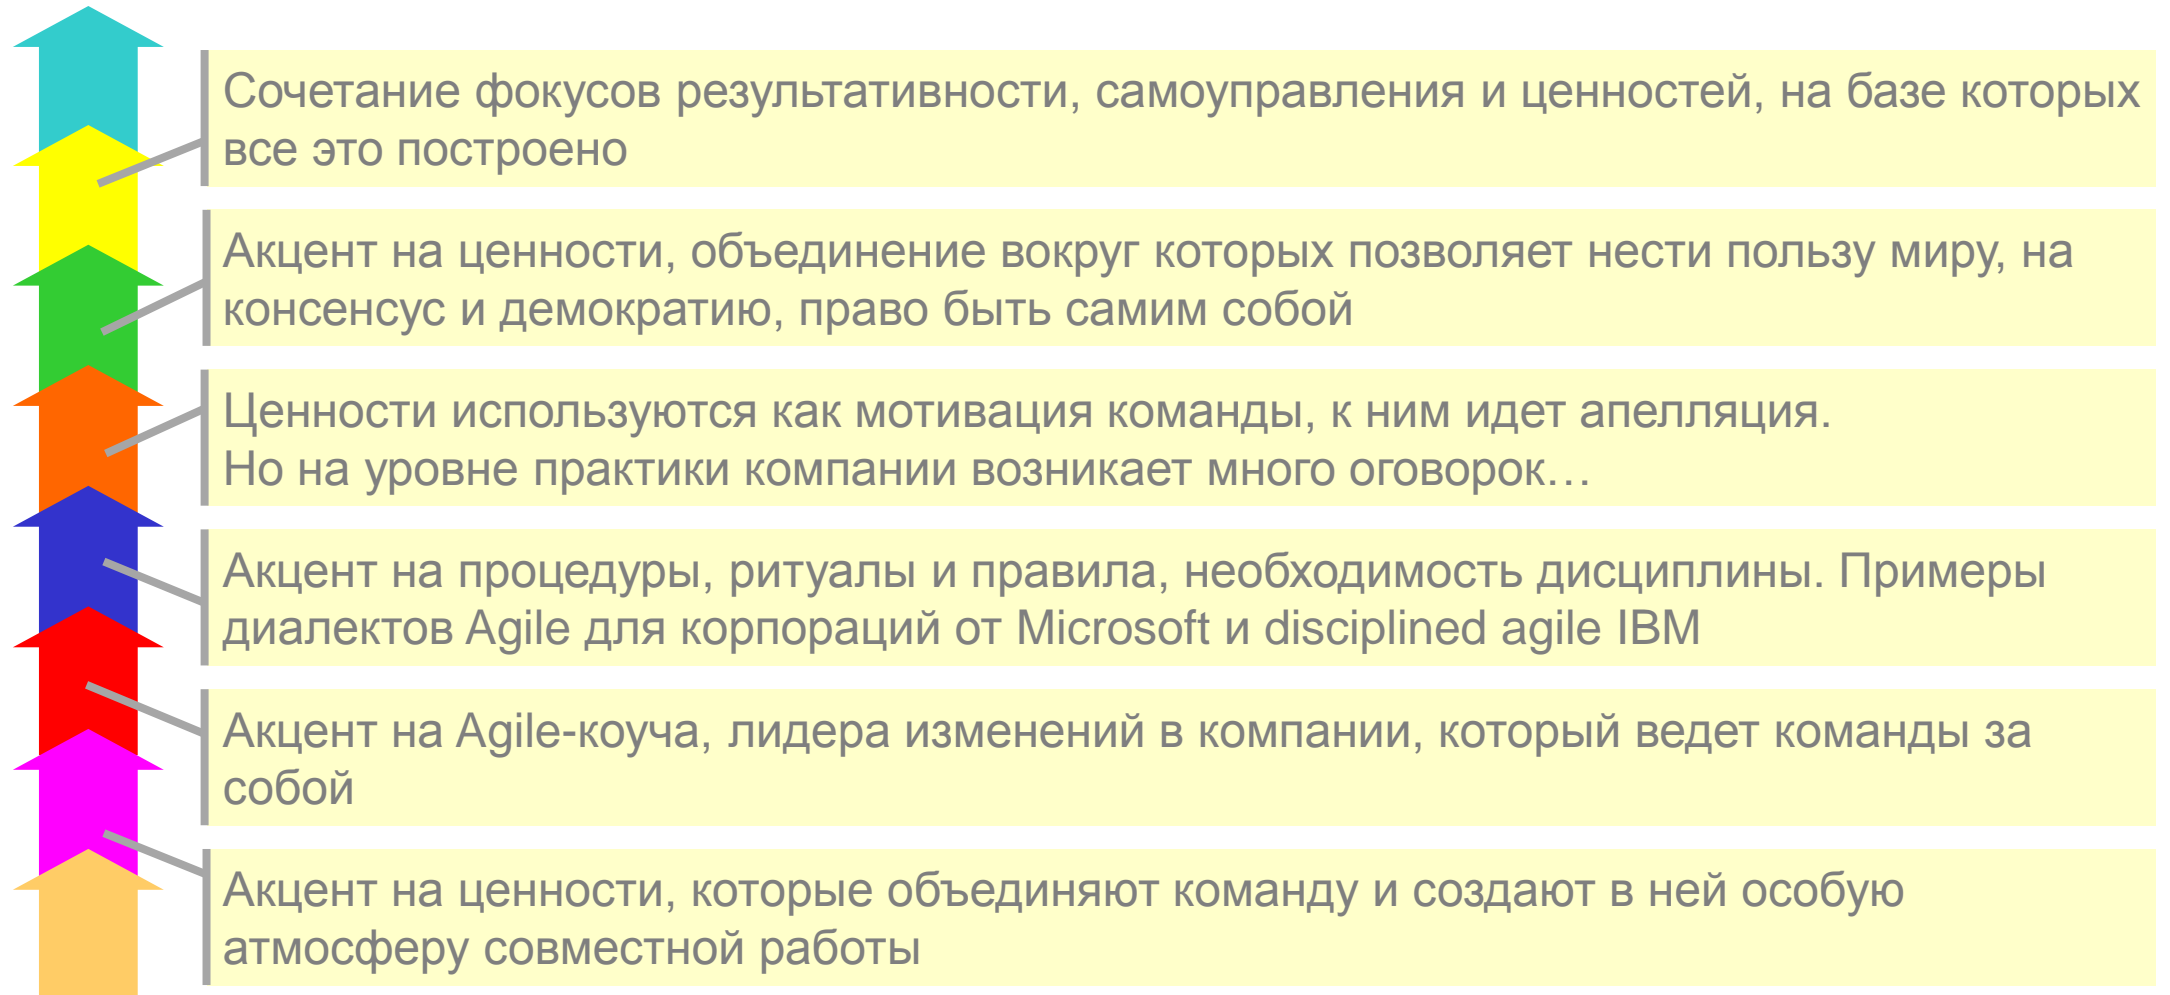 Сочетание фокусов результативности, самоуправления и ценностей, на базе которых
все это построено
Акцент на ценности, объединение вокруг которых позволяет нести пользу миру, на
консенсус и демократию, право быть самим собой
Ценности используются как мотивация команды, к ним идет апелляция.
Но на уровне практики компании возникает много оговорок…
Акцент на процедуры, ритуалы и правила, необходимость дисциплины. Примеры
диалектов Agile для корпораций от Microsoft и disciplined agile IBM
Акцент на Agile-коуча, лидера изменений в компании, который ведет команды за
собой
Акцент на ценности, которые объединяют команду и создают в ней особую
атмосферу совместной работы